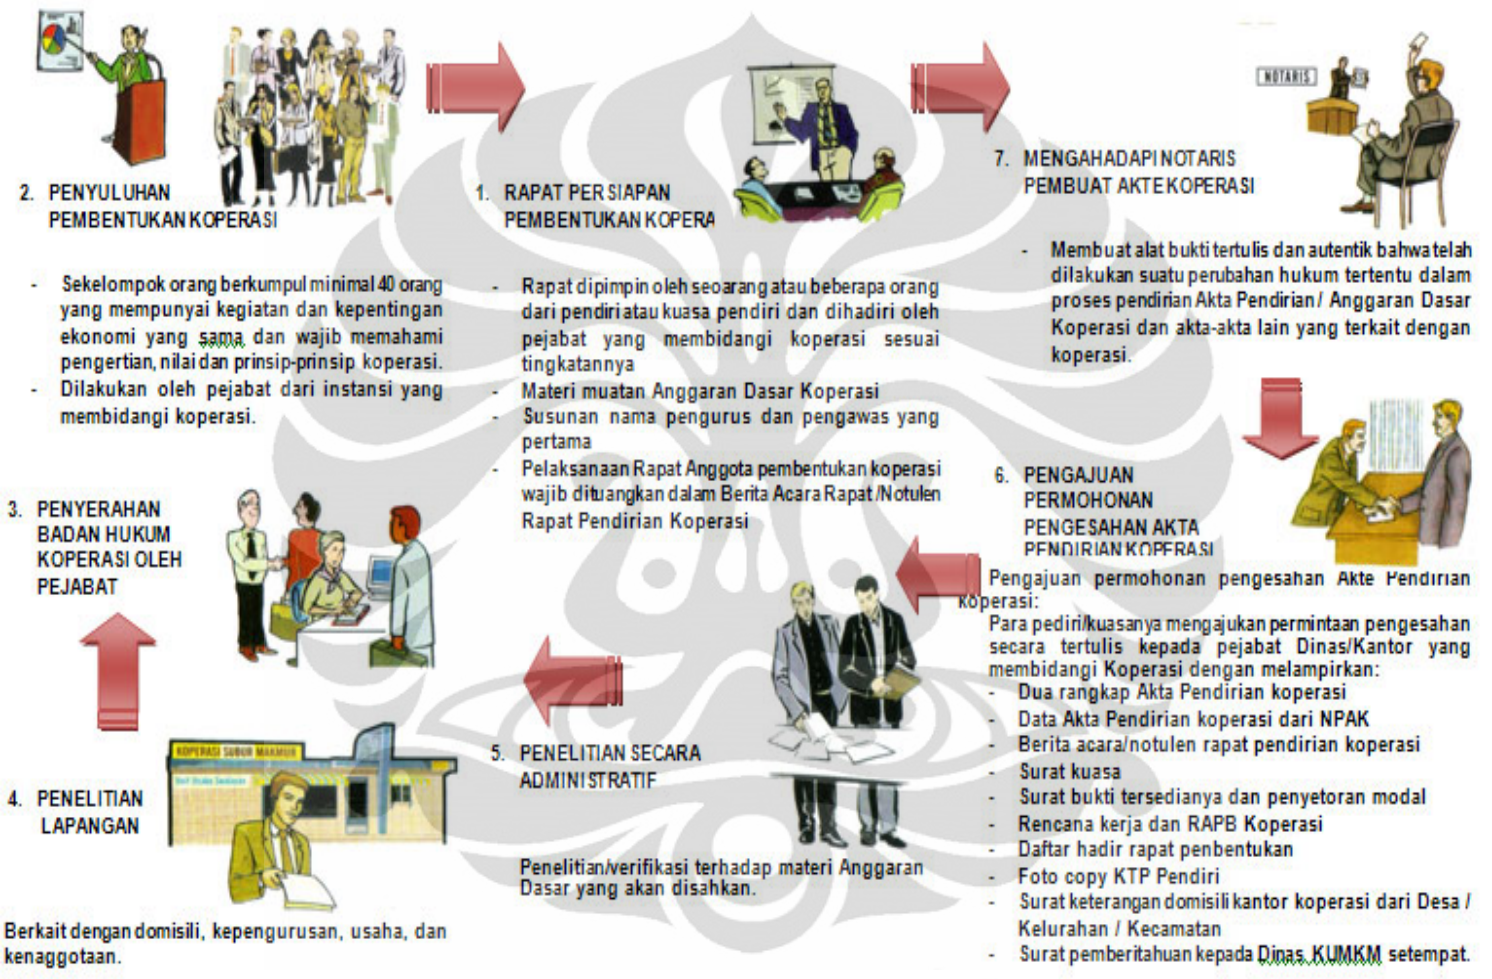 2. PENYULUHAN
PEMBENTUKAN KOPERASI
- Sekelompok orang berkumpul minimal 40 orang
yang mempunyai kegiatan dan kepentingan
ekonomi yang sama dan wajib memahami
pengertian, nilai dan prinsip-prinsip koperasi.
- Dilakukan oleh pejabat dari instansi yang
membidangi koperasi.
1. RAPAT PERSIAPAN
PEMBENTUKAN KOPERA
- Rapat dipimpin oleh seoarang atau beberapa orang
dari pendiri atau kuasa pendiri dan dihadiri oleh
pejabat yang membidangi koperasi sesuai
tingkatannya
- Materi muatan Anggaran Dasar Koperasi
- Susunan nama pengurus dan pengawas yang
pertama
- Pelaksanaan Rapat Anggota pembentukan koperasi
wajib dituangkan dalam Berita Acara Rapat /Notulen
Rapat Pendirian Koperasi
NOTARIS
7. MENGAHADAPI NOTARIS
PEMBUAT AKTE KOPERASI
- Membuat alat bukti tertulis dan autentik bahwa telah
dilakukan suatu perubahan hukum tertentu dalam
proses pendirian Akta Pendirian / Anggaran Dasar
Koperasi dan akta-akta lain yang terkait dengan
koperasi.
6. PENGAJUAN
PERMOHONAN
PENGESAHAN AKTA
PENDIRIAN KOPERASI
Pengajuan permohonan pengesahan Akte Pendirian
koperasi:
Para pediri/kuasanya mengajukan permintaan pengesahan
secara tertulis kepada pejabat Dinas/Kantor yang
membidangi Koperasi dengan melampirkan:
- Dua rangkap Akta Pendirian koperasi
- Data Akta Pendirian koperasi dari NPAK
- Berita acara/notulen rapat pendirian koperasi
- Surat kuasa
- Surat bukti tersedianya dan penyetoran modal
- Rencana kerja dan RAPB Koperasi
- Daftar hadir rapat penbentukan
- Foto copy KTP Pendiri
- Surat keterangan domisili kantor koperasi dari Desa /
Kelurahan / Kecamatan
- Surat pemberitahuan kepada Dinas KUMKM setempat.
5. PENELITIAN SECARA
ADMINISTRATIF
Penelitian/verifikasi terhadap materi Anggaran
Dasar yang akan disahkan.
3. PENYERAHAN
BADAN HUKUM
KOPERASI OLEH
PEJABAT
KOPERASI SUBUR MAKMUR
4. PENELITIAN
LAPANGAN
Berkait dengan domisili, kepengurusan, usaha, dan
kenaggotaan.